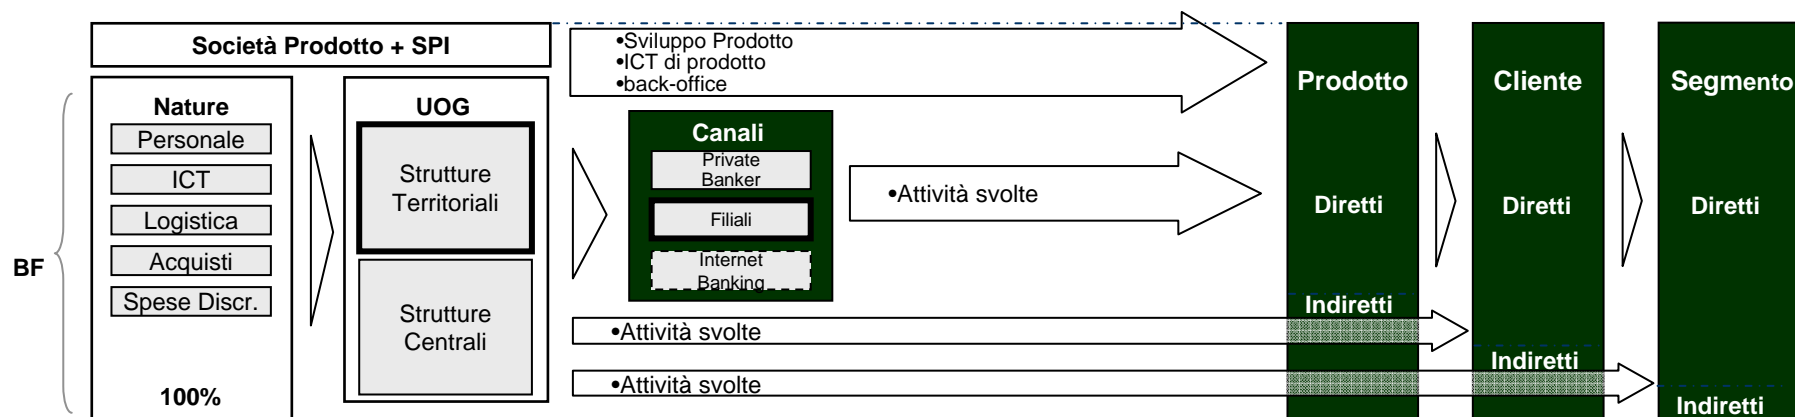 Società Prodotto + SPI
•Sviluppo Prodotto
•ICT di prodotto
•back-office
BF
Nature
Personale
ICT
Logistica
Acquisti
Spese Discr.
100%
UOG
Strutture
Territoriali
Strutture
Centrali
Canali
Private
Banker
Filiali
Internet
Banking
•Attività svolte
•Attività svolte
•Attività svolte
Prodotto
Diretti
Indiretti
Cliente
Diretti
Indiretti
Segmento
Diretti
Indiretti